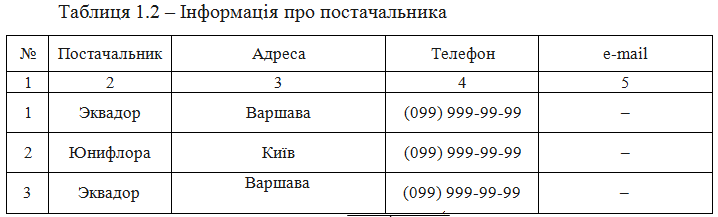 Таблиця 1.2 – Інформація про постачальника
№ Постачальник Адреса Телефон e-mail
1 2 3 4 5
1 Эквадор Варшава (099) 999-99-99 –
2 Юнифлора Київ (099) 999-99-99 –
3 Эквадор Варшава (099) 999-99-99 –